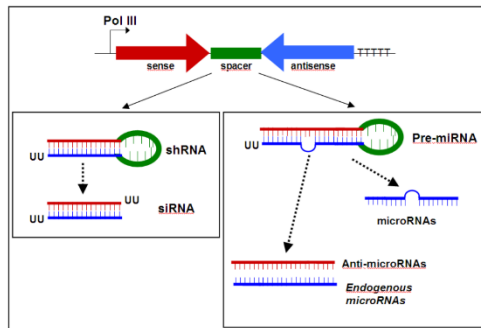 Pol III
TTTTT
sense
spacer
antisense
shRNA
UU
UU
siRNA
UU
Pre-miRNA
UU
microRNAs
Anti-microRNAs
Endogenous
microRNAs